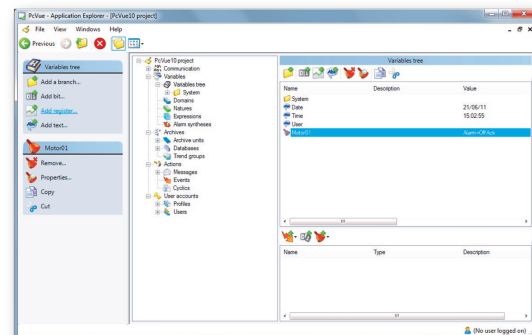 PcVue - Application Explorer - [PcVue10 project]
File View Windows Help
Previous
Variables tree
Add a branch...
Add bit...
Add register...
Add text...
Motor01
Remove...
Properties...
Copy
Cut
PcVue10 project
Communication
Variables
Variables tree
System
Domains
Natures
Expressions
Alarm syntheses
Archives
Archive units
Databases
Trend groups
Actions
Messages
Events
Cyclics
User accounts
Profiles
Users
Variables tree
Name Description Value
System
Date 21/06/11
Time 15:02:55
User
Motor01
Name Type Description
(No user logged on)